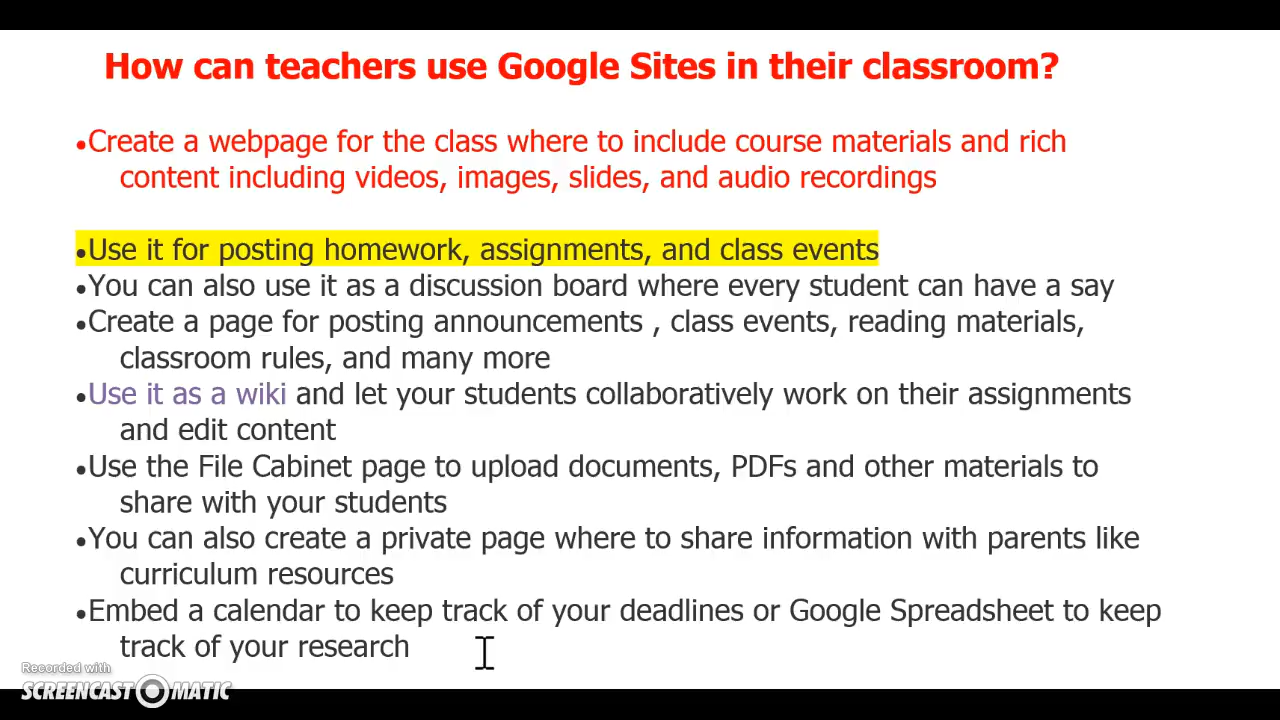 How can teachers use Google Sites in their classroom?
•Create a webpage for the class where to include course materials and rich
content including videos, images, slides, and audio recordings
•Use it for posting homework, assignments, and class events
•You can also use it as a discussion board where every student can have a say
•Create a page for posting announcements , class events, reading materials,
classroom rules, and many more
•Use it as a wiki and let your students collaboratively work on their assignments
and edit content
•Use the File Cabinet page to upload documents, PDFs and other materials to
share with your students
•You can also create a private page where to share information with parents like
curriculum resources
•Embed a calendar to keep track of your deadlines or Google Spreadsheet to keep
track of your research
Recorded with
SCREENCAST-O-MATIC